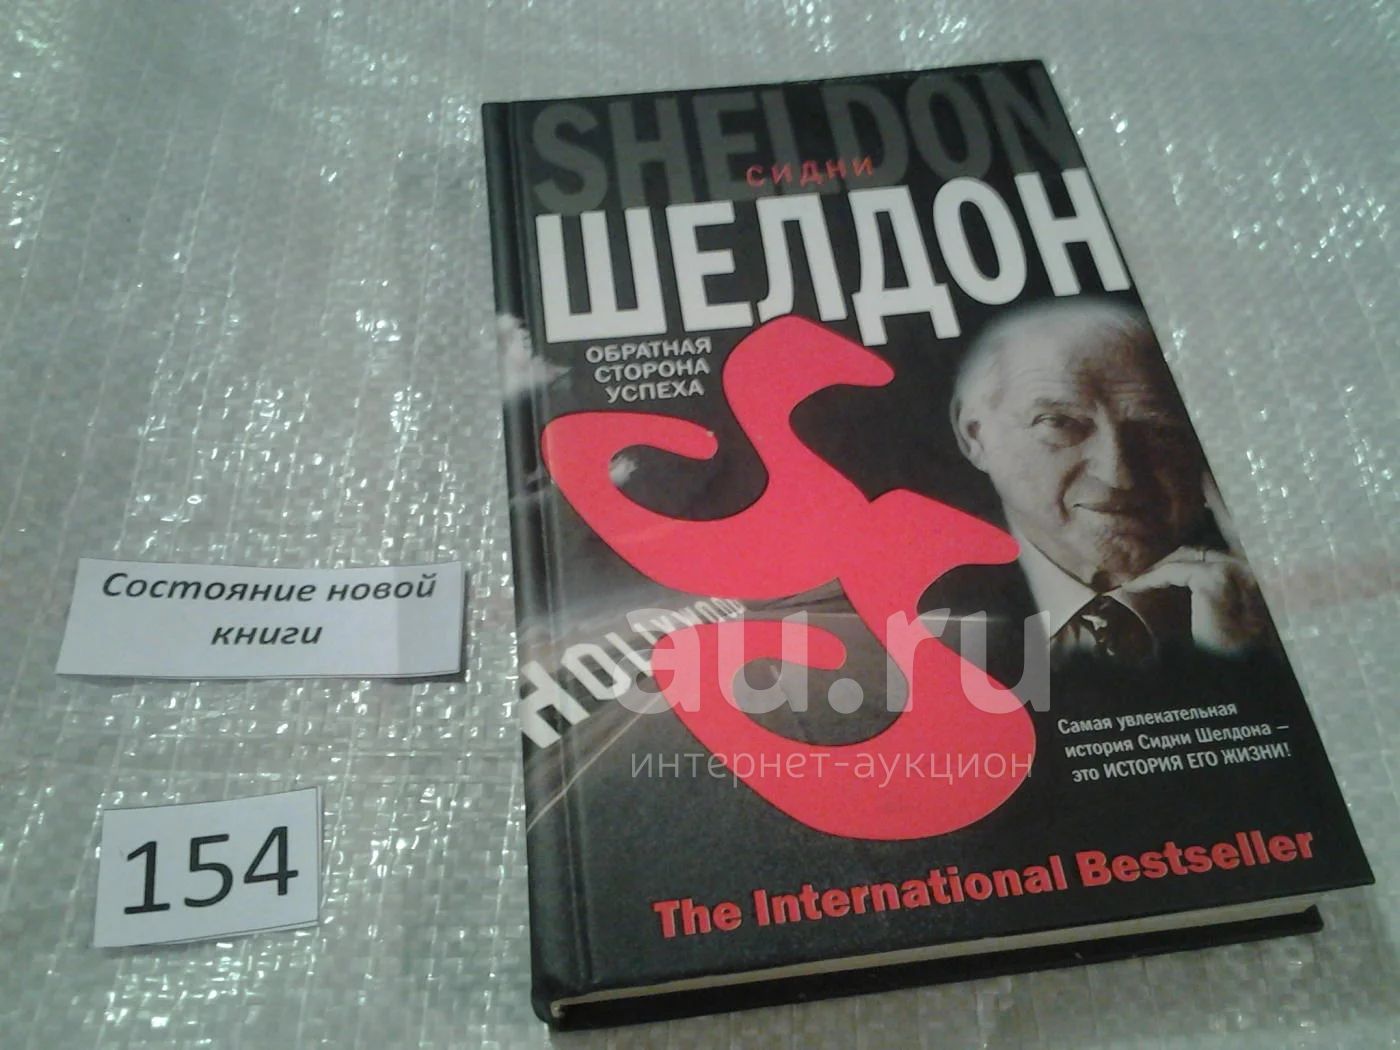 SHELDON
СИДНИ
ШЕЛДОН
ОБРАТНАЯ
СТОРОНА
УСПЕХА
HOLLYWOOD
Самая увлекательная
история Сидни Шелдона –
это ИСТОРИЯ ЕГО ЖИЗНИ!
The International Bestseller
Состояние новой
книги
154
au.ru
интернет-аукцион